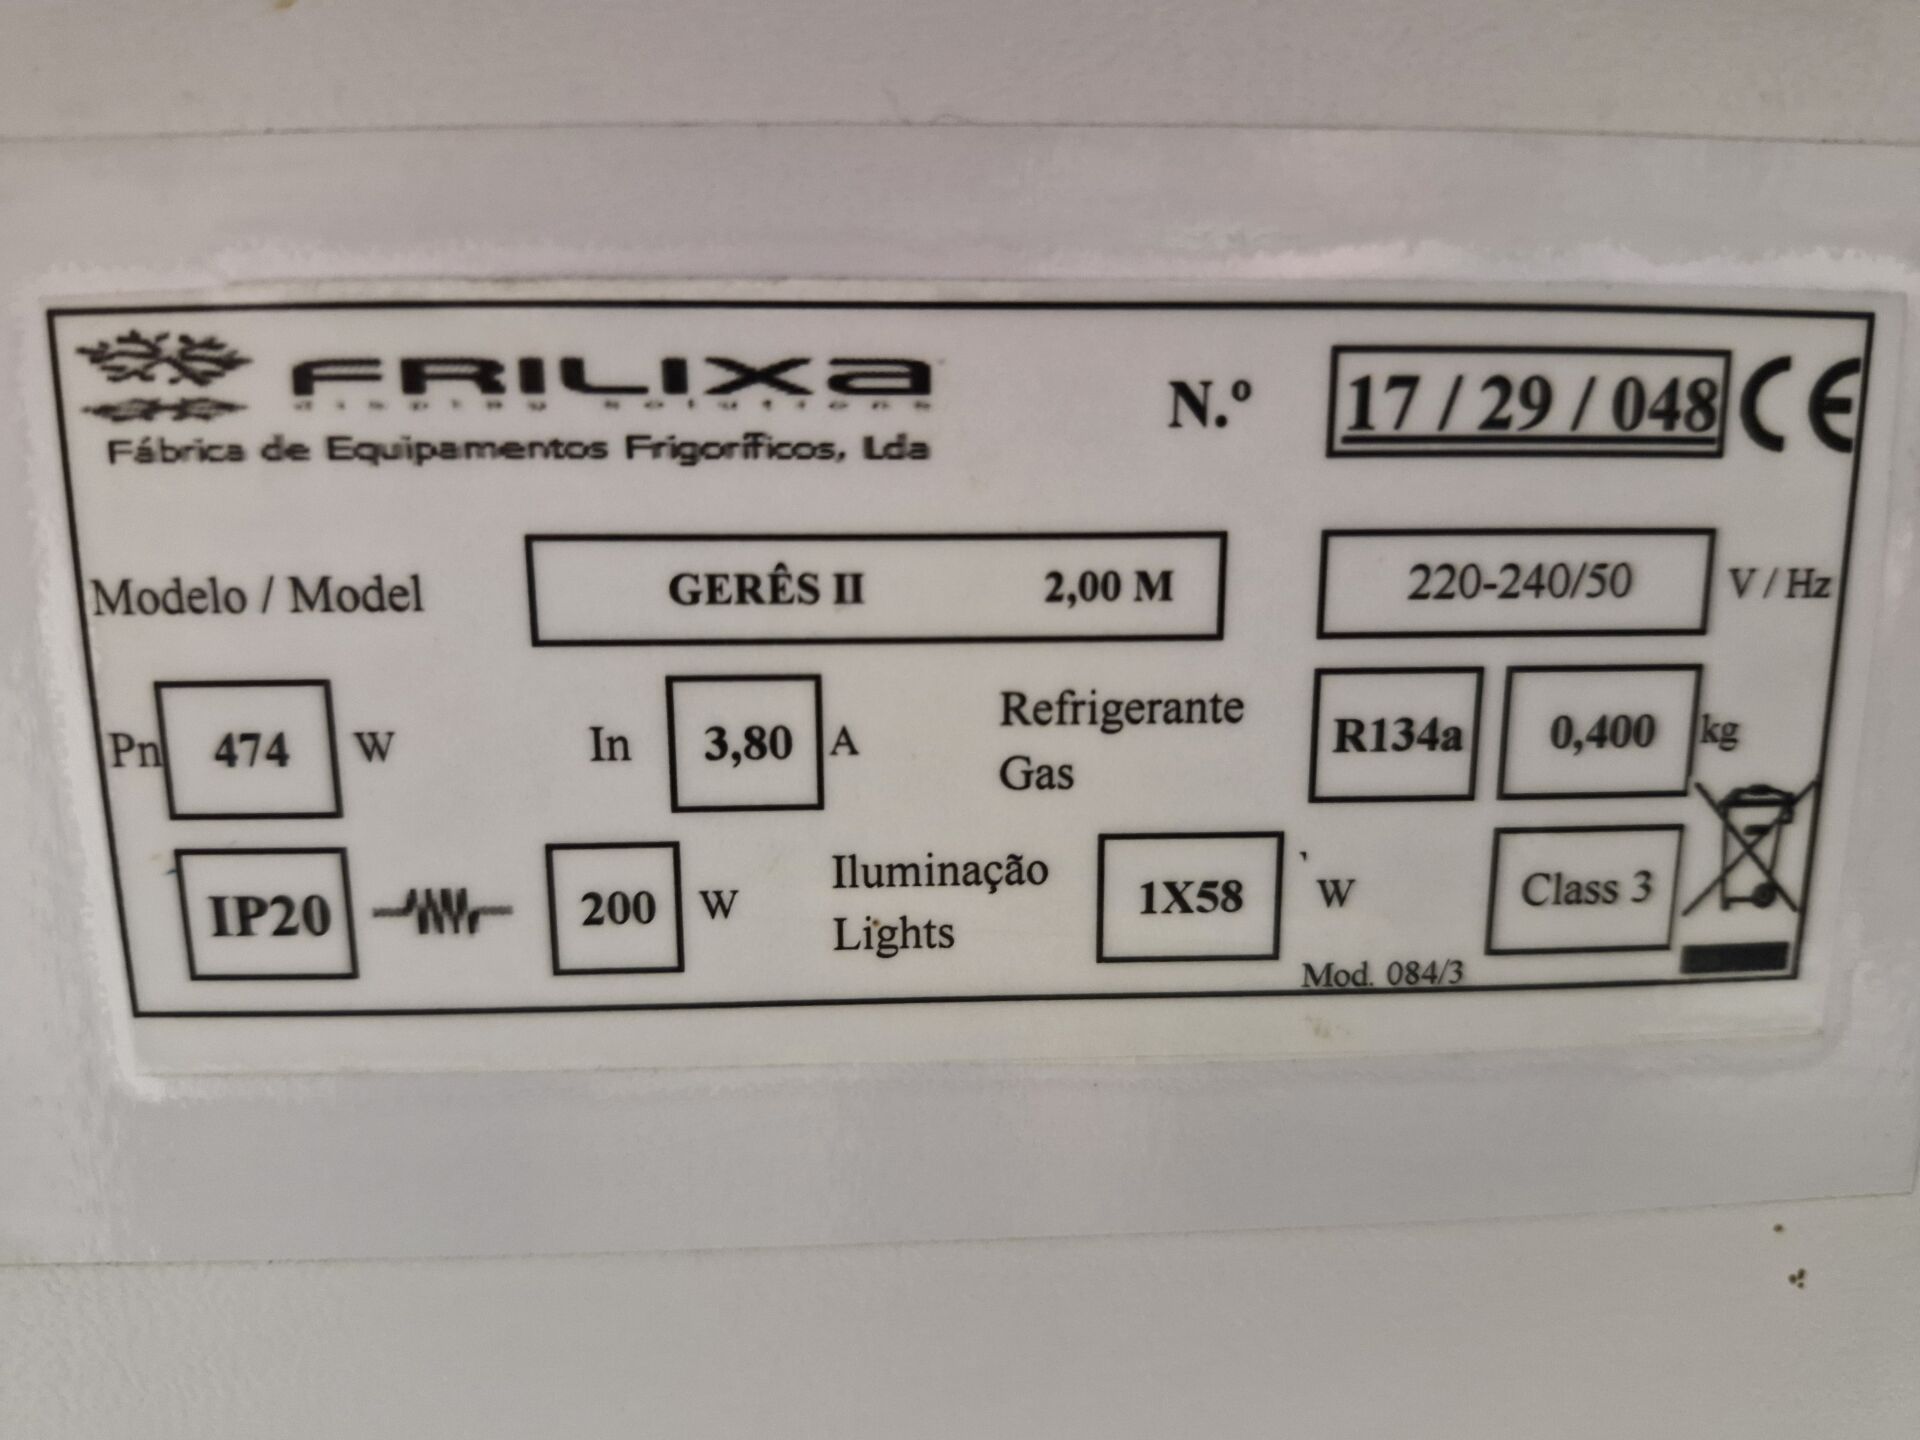 FRILIXA
display solutions
Fábrica de Equipamentos Frigoríficos, Lda
N.º 17 / 29 / 048 CE
Modelo / Model GERÊS II 2,00 M 220-240/50 V / Hz
Pn 474 W In 3,80 A Refrigerante Gas R134a 0,400 kg
IP20 200 W Iluminação Lights 1X58 W Class 3
Mod. 084/3